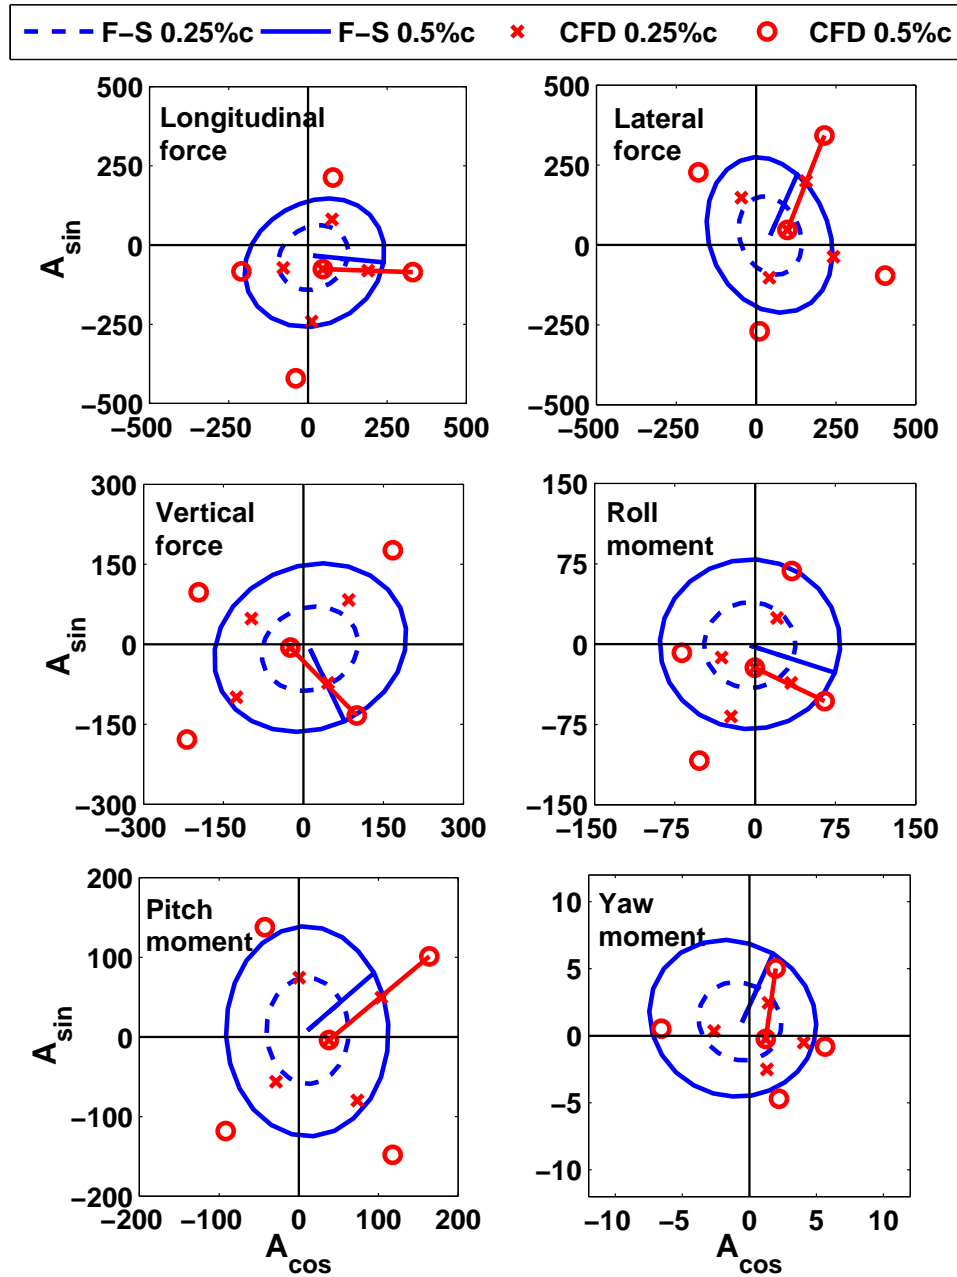 F−S 0.25%c F−S 0.5%c CFD 0.25%c CFD 0.5%c
500
250
0
−250
−500
−500 −250 0 250 500
A_sin
Longitudinal
force
500
250
0
−250
−500
−500 −250 0 250 500
Lateral
force
300
150
0
−150
−300
−300 −150 0 150 300
A_sin
Vertical
force
150
75
0
−75
−150
−150 −75 0 75 150
Roll
moment
200
100
0
−100
−200
−200 −100 0 100 200
A_sin
A_cos
Pitch
moment
10
5
0
−5
−10
−10 −5 0 5 10
A_cos
Yaw
moment